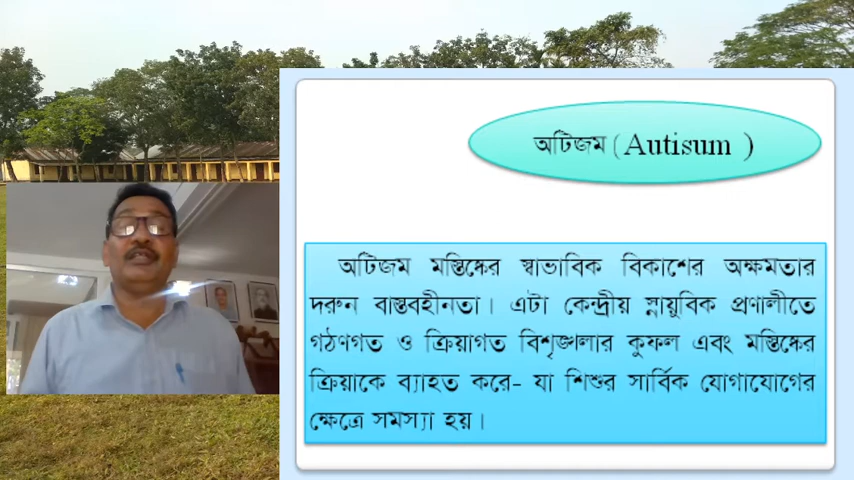 অটিজম ( Autisum )
অটিজম মস্তিষ্কের স্বাভাবিক বিকাশের অক্ষমতার
দরুন বাস্তবহীনতা। এটা কেন্দ্রীয় স্নায়ুবিক প্রণালীতে
গঠণগত ও ক্রিয়াগত বিশৃঙ্খলার কুফল এবং মস্তিষ্কের
ক্রিয়াকে ব্যাহত করে- যা শিশুর সার্বিক যোগাযোগের
ক্ষেত্রে সমস্যা হয়।